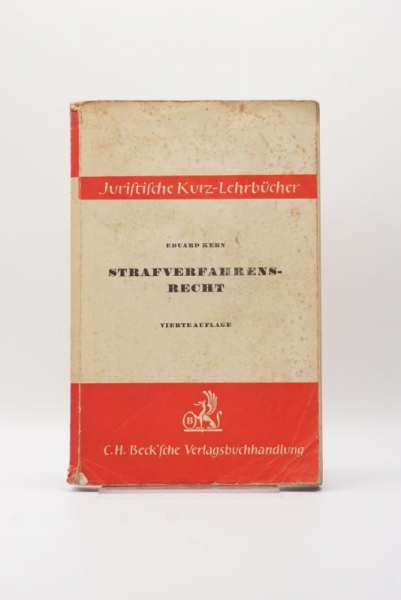 Juriſtiſche Kurz-Lehrbücher
EDUARD KERN
STRAFVERFAHRENS-
RECHT
VIERTE AUFLAGE
B
C.H. Beck'ſche Verlagsbuchhandlung